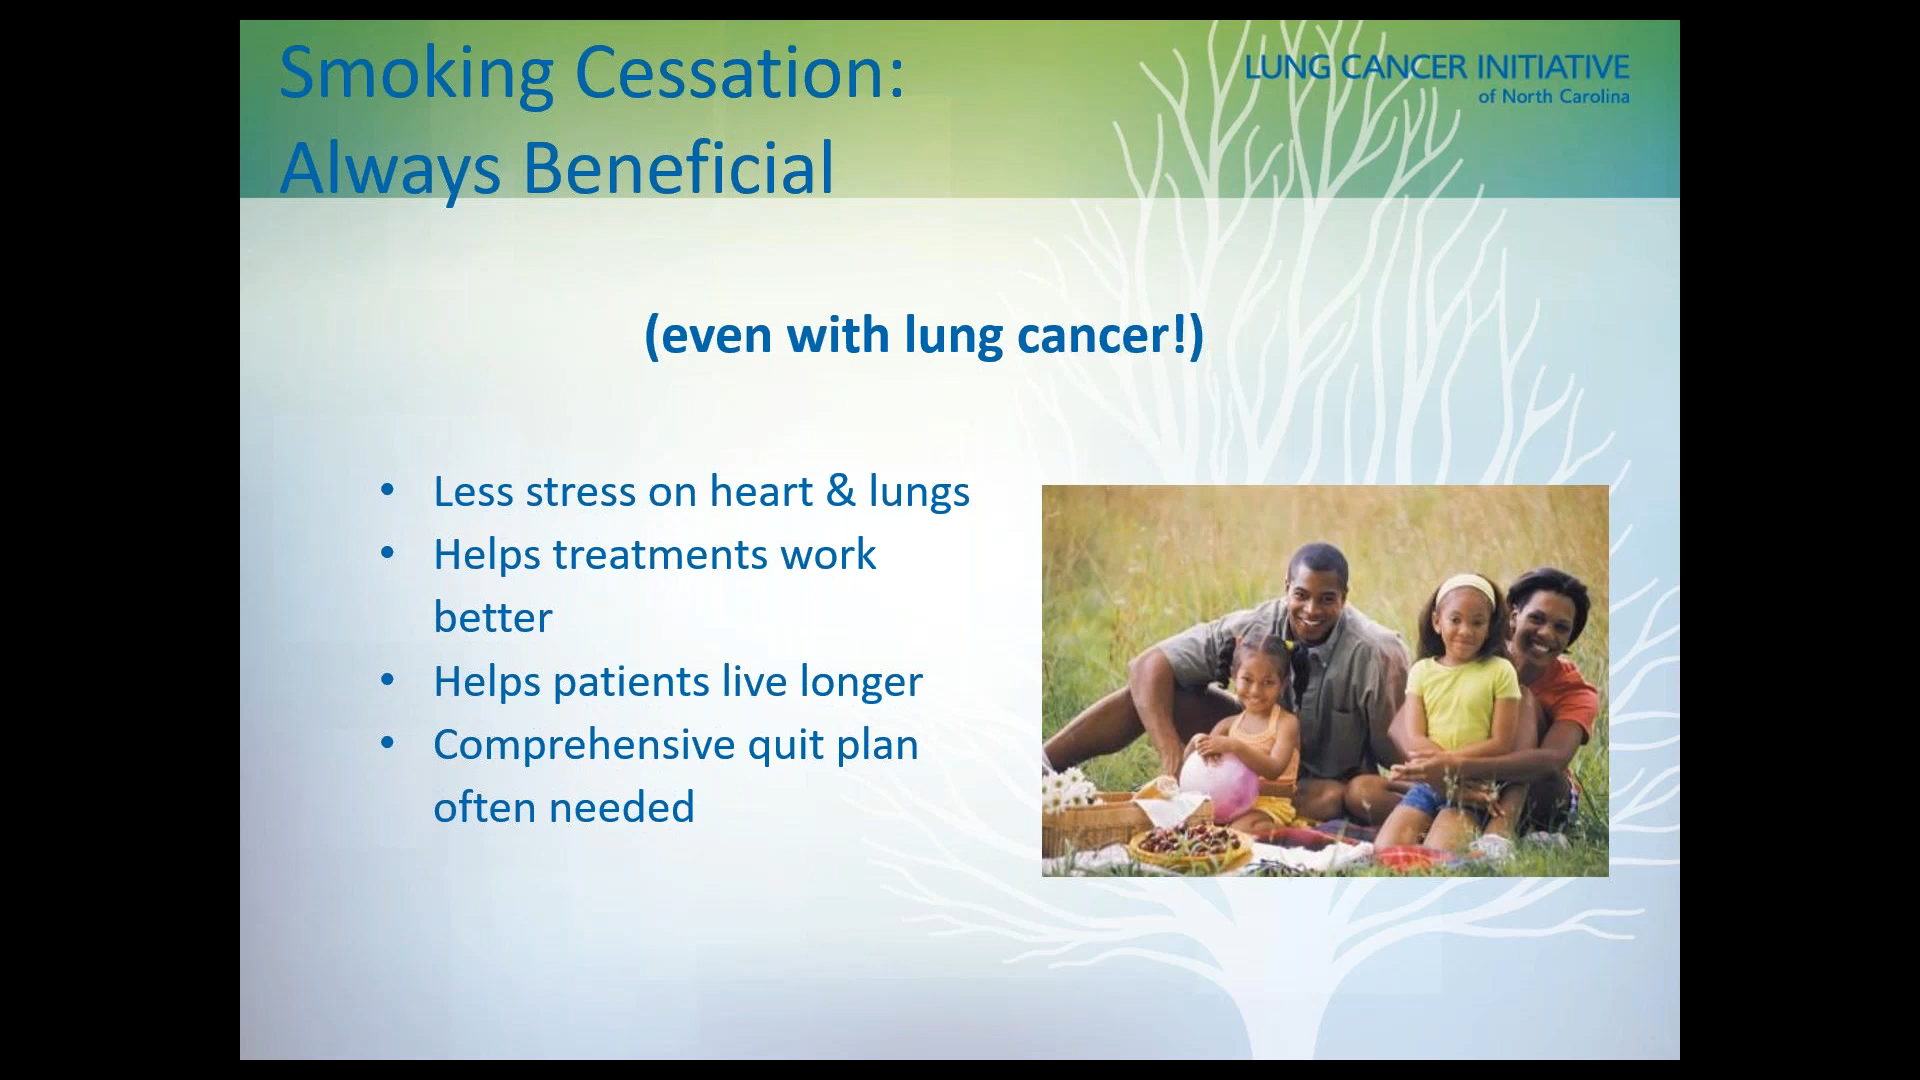 Smoking Cessation:
Always Beneficial
LUNG CANCER INITIATIVE
of North Carolina
(even with lung cancer!)
• Less stress on heart & lungs
• Helps treatments work
better
• Helps patients live longer
• Comprehensive quit plan
often needed